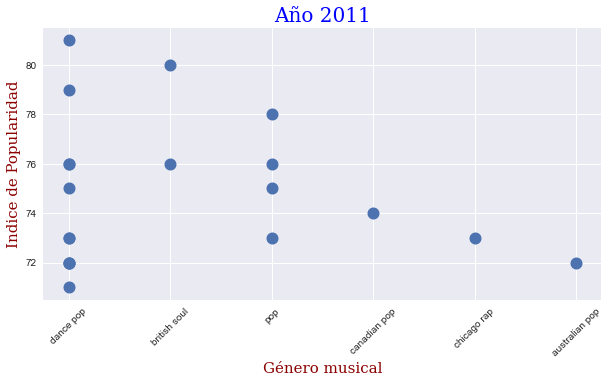 Año 2011
Indice de Popularidad
80
78
76
74
72
dance pop
british soul
pop
canadian pop
chicago rap
australian pop
Género musical